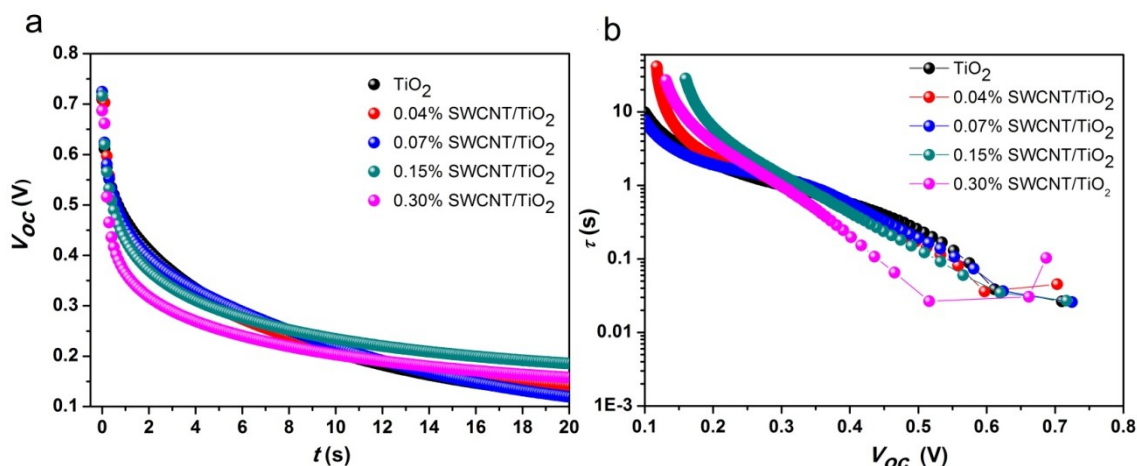 a
0.8
0.7
0.6
0.5
0.4
0.3
0.2
0.1
V_OC (V)
TiO₂
0.04% SWCNT/TiO₂
0.07% SWCNT/TiO₂
0.15% SWCNT/TiO₂
0.30% SWCNT/TiO₂
0 2 4 6 8 10 12 14 16 18 20
t (s)
b
10
1
0.1
0.01
1E-3
τ (s)
TiO₂
0.04% SWCNT/TiO₂
0.07% SWCNT/TiO₂
0.15% SWCNT/TiO₂
0.30% SWCNT/TiO₂
0.1 0.2 0.3 0.4 0.5 0.6 0.7 0.8
V_OC (V)